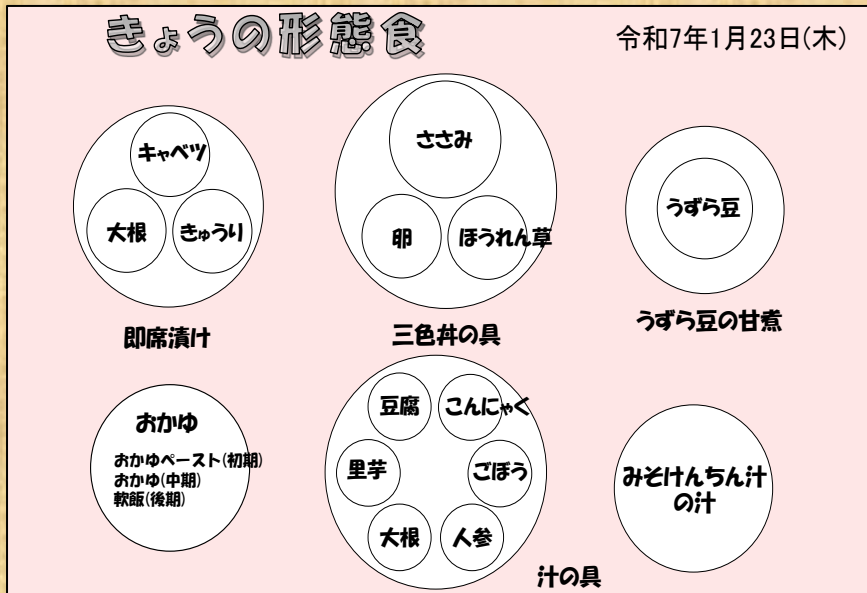 きょうの形態食
令和7年1月23日(木)
キャベツ
大根
きゅうり
即席漬け
ささみ
卵
ほうれん草
三色丼の具
うずら豆
うずら豆の甘煮
おかゆ
おかゆペースト(初期)
おかゆ(中期)
軟飯(後期)
豆腐
こんにゃく
里芋
ごぼう
大根
人参
汁の具
みそけんちん汁
の汁